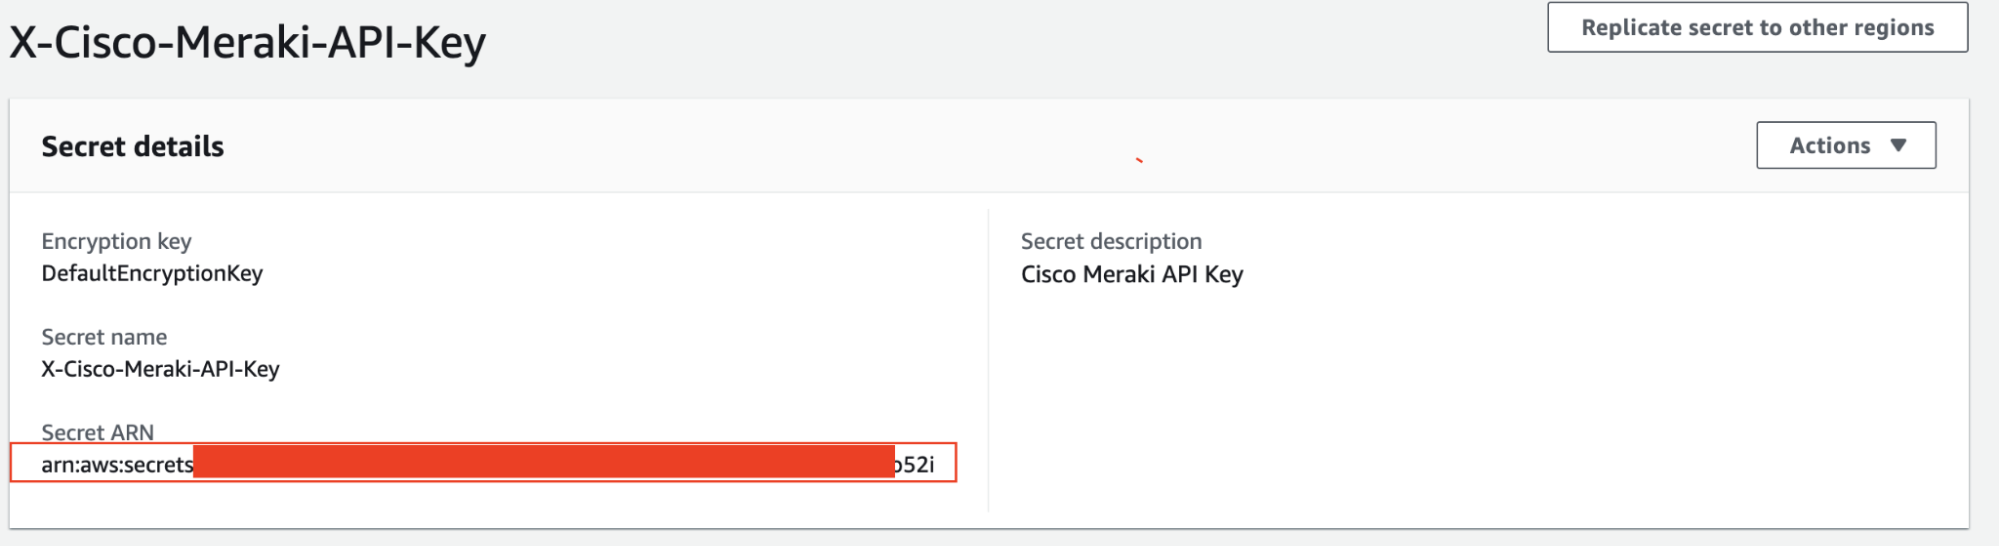 X-Cisco-Meraki-API-Key
Replicate secret to other regions
Secret details
Actions
Encryption key
DefaultEncryptionKey
Secret name
X-Cisco-Meraki-API-Key
Secret ARN
arn:aws:secrets
52i
Secret description
Cisco Meraki API Key